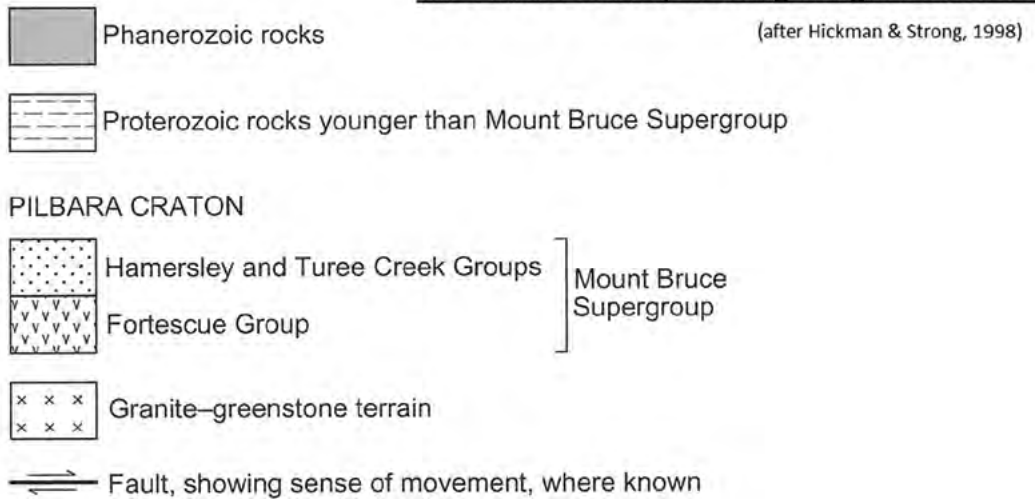 Phanerozoic rocks
(after Hickman & Strong, 1998)
Proterozoic rocks younger than Mount Bruce Supergroup
PILBARA CRATON
Hamersley and Turee Creek Groups
Fortescue Group
Mount Bruce
Supergroup
Granite–greenstone terrain
Fault, showing sense of movement, where known